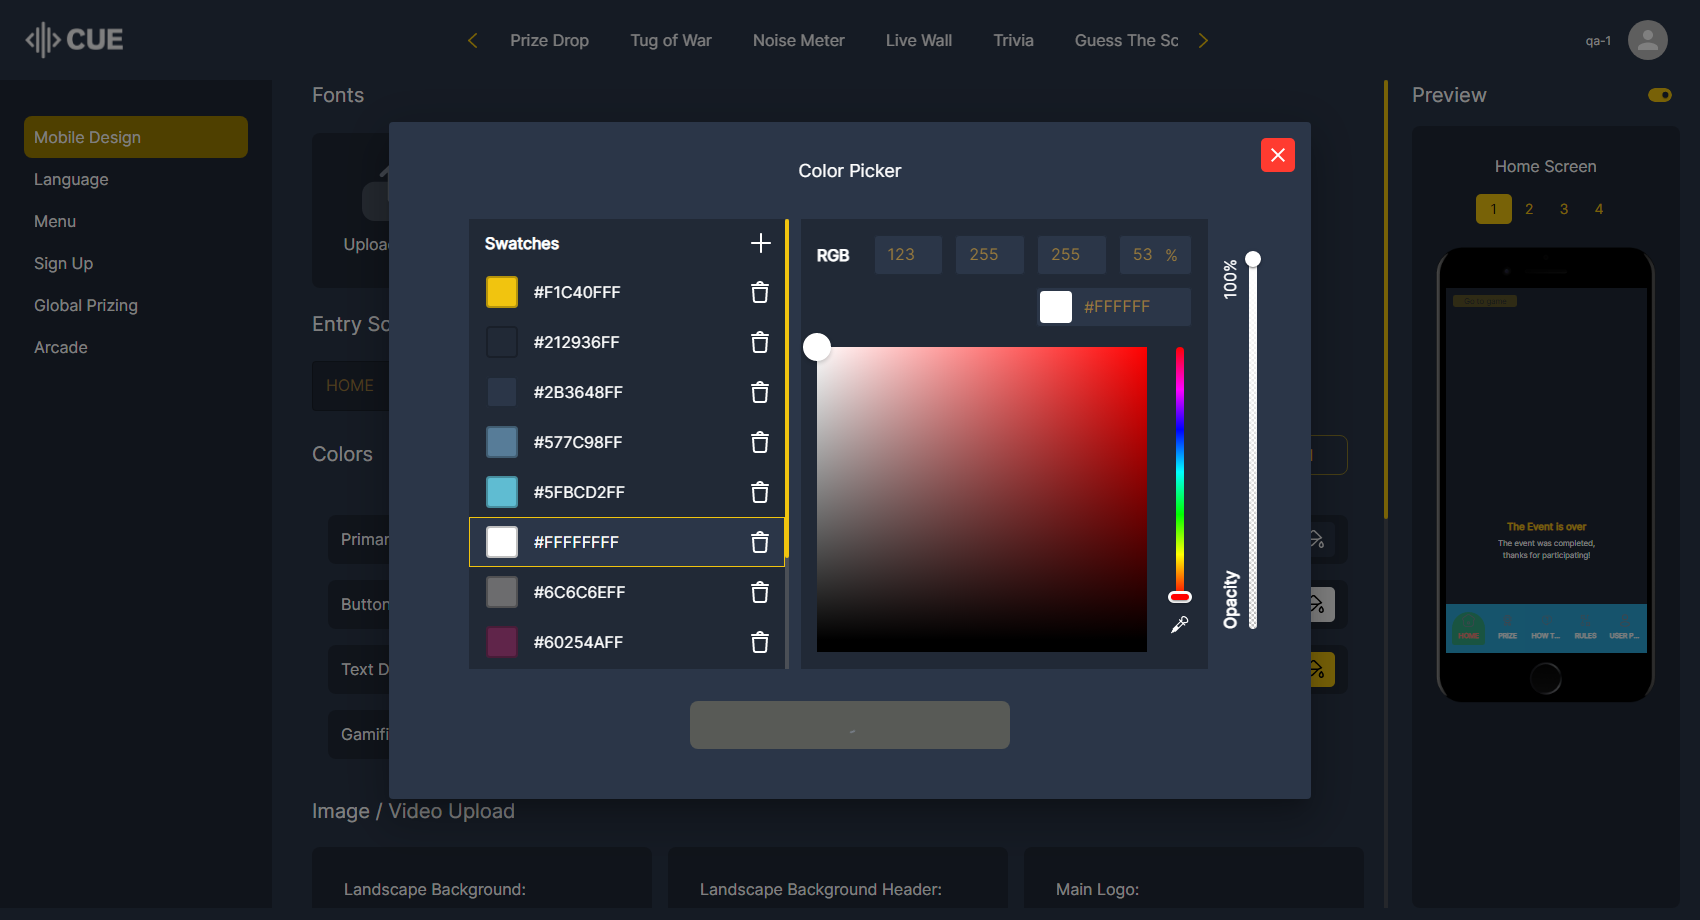 CUE
Prize Drop
Tug of War
Noise Meter
Live Wall
Trivia
Guess The Sc
qa-1
Mobile Design
Language
Menu
Sign Up
Global Prizing
Arcade
Fonts
Uploa
Entry Sc
HOME
Colors
Primar
Button
Text D
Gamifi
Image / Video Upload
Landscape Background:
Landscape Background Header:
Main Logo:
Color Picker
Swatches
#F1C40FFF
#212936FF
#2B3648FF
#577C98FF
#5FBCD2FF
#FFFFFFFF
#6C6C6EFF
#60254AFF
RGB
123
255
255
53 %
#FFFFFF
100%
Opacity
Preview
Home Screen
1 2 3 4
Go to game
The Event is over
The event was completed,
thanks for participating!
HOME
PRIZE
HOW T...
RULES
USER P...